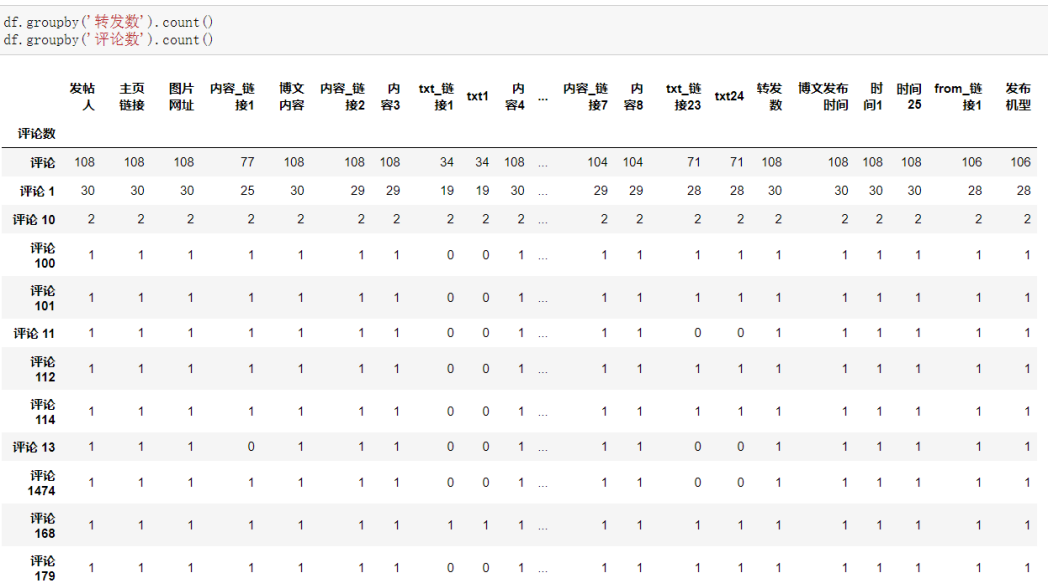 df.groupby('转发数').count()
df.groupby('评论数').count()
发帖人 主页链接 图片网址 内容_链接1 博文内容 内容_链接2 内容3 txt_链接1 txt1 内容4 ... 内容_链接7 内容8 txt_链接23 txt24 转发数 博文发布时间 时间1 时间25 from_链接1 发布机型
评论数
评论 108 108 108 77 108 108 108 34 34 108 ... 104 104 71 71 108 108 108 108 106 106
评论 1 30 30 30 25 30 29 29 19 19 30 ... 29 29 28 28 30 30 30 30 28 28
评论 10 2 2 2 2 2 2 2 2 2 2 ... 2 2 2 2 2 2 2 2 2 2
评论 100 1 1 1 1 1 1 1 0 0 1 ... 1 1 1 1 1 1 1 1 1 1
评论 101 1 1 1 1 1 1 1 0 0 1 ... 1 1 1 1 1 1 1 1 1 1
评论 11 1 1 1 1 1 1 1 0 0 1 ... 1 1 0 0 1 1 1 1 1 1
评论 112 1 1 1 1 1 1 1 0 0 1 ... 1 1 1 1 1 1 1 1 1 1
评论 114 1 1 1 1 1 1 1 0 0 1 ... 1 1 1 1 1 1 1 1 1 1
评论 13 1 1 1 0 1 1 1 0 0 1 ... 1 1 0 0 1 1 1 1 1 1
评论 1474 1 1 1 1 1 1 1 0 0 1 ... 1 1 0 0 1 1 1 1 1 1
评论 168 1 1 1 1 1 1 1 1 1 1 ... 1 1 1 1 1 1 1 1 1 1
评论 179 1 1 1 1 1 1 1 0 0 1 ... 1 1 1 1 1 1 1 1 1 1